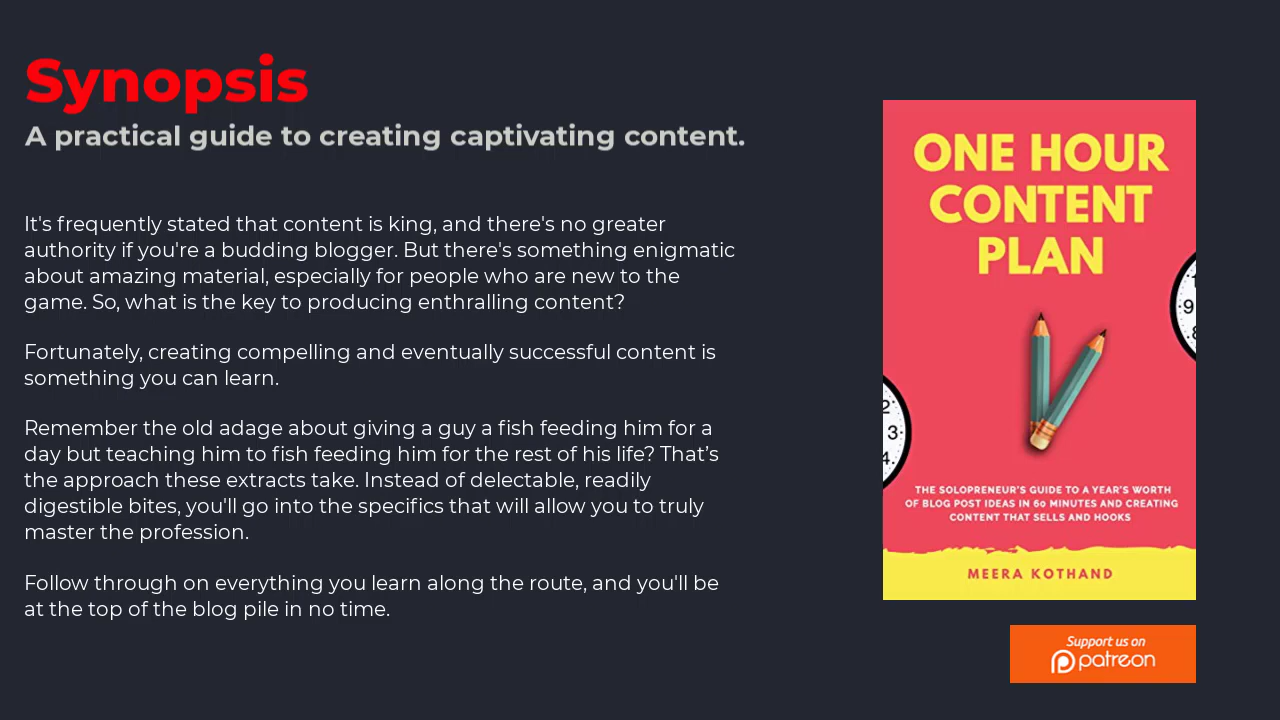 Synopsis
A practical guide to creating captivating content.
It's frequently stated that content is king, and there's no greater
authority if you're a budding blogger. But there's something enigmatic
about amazing material, especially for people who are new to the
game. So, what is the key to producing enthralling content?
Fortunately, creating compelling and eventually successful content is
something you can learn.
Remember the old adage about giving a guy a fish feeding him for a
day but teaching him to fish feeding him for the rest of his life? That’s
the approach these extracts take. Instead of delectable, readily
digestible bites, you'll go into the specifics that will allow you to truly
master the profession.
Follow through on everything you learn along the route, and you'll be
at the top of the blog pile in no time.
ONE HOUR
CONTENT
PLAN
9
8
2
3
4
THE SOLOPRENEUR'S GUIDE TO A YEAR'S WORTH
OF BLOG POST IDEAS IN 60 MINUTES AND CREATING
CONTENT THAT SELLS AND HOOKS
MEERA KOTHAND
Support us on
patreon